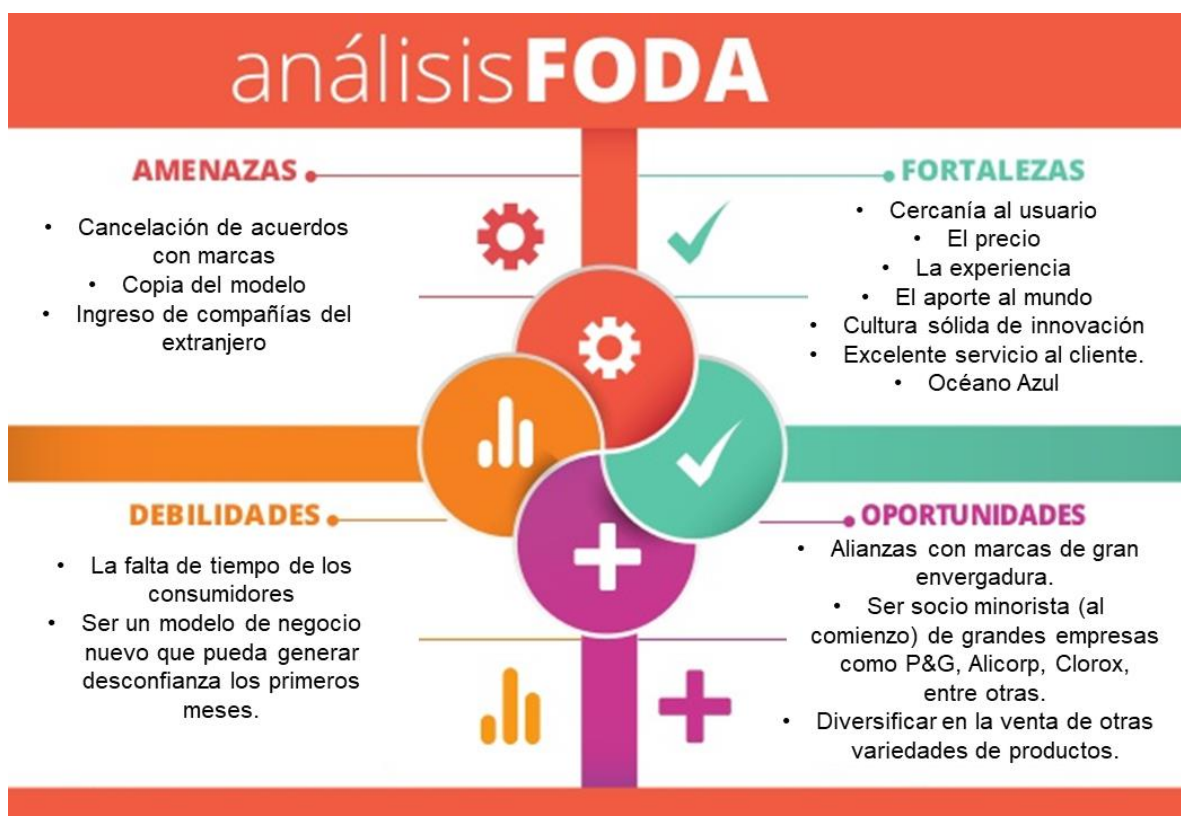 análisis FODA
AMENAZAS
• Cancelación de acuerdos
con marcas
• Copia del modelo
• Ingreso de compañías del
extranjero
FORTALEZAS
• Cercanía al usuario
• El precio
• La experiencia
• El aporte al mundo
• Cultura sólida de innovación
• Excelente servicio al cliente.
• Océano Azul
DEBILIDADES
• La falta de tiempo de los
consumidores
• Ser un modelo de negocio
nuevo que pueda generar
desconfianza los primeros
meses.
OPORTUNIDADES
• Alianzas con marcas de gran
envergadura.
• Ser socio minorista (al
comienzo) de grandes empresas
como P&G, Alicorp, Clorox,
entre otras.
• Diversificar en la venta de otras
variedades de productos.